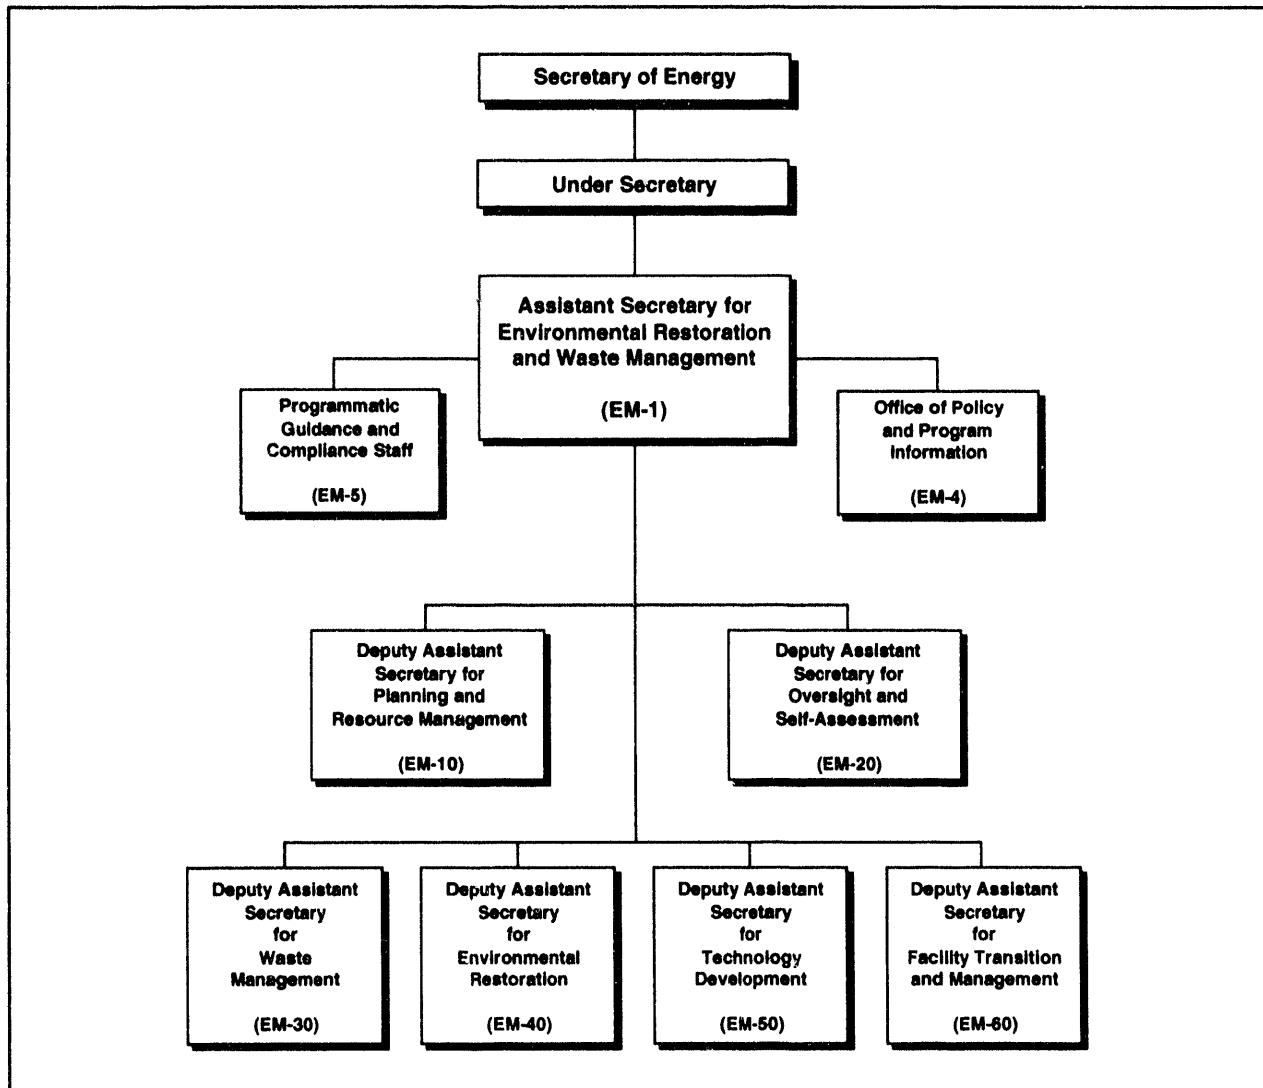 Secretary of Energy
Under Secretary
Assistant Secretary for
Environmental Restoration
and Waste Management
(EM-1)
Programmatic
Guidance and
Compliance Staff
(EM-5)
Office of Policy
and Program
Information
(EM-4)
Deputy Assistant
Secretary for
Planning and
Resource Management
(EM-10)
Deputy Assistant
Secretary for
Oversight and
Self-Assessment
(EM-20)
Deputy Assistant
Secretary
for
Waste
Management
(EM-30)
Deputy Assistant
Secretary
for
Environmental
Restoration
(EM-40)
Deputy Assistant
Secretary
for
Technology
Development
(EM-50)
Deputy Assistant
Secretary
for
Facility Transition
and Management
(EM-60)